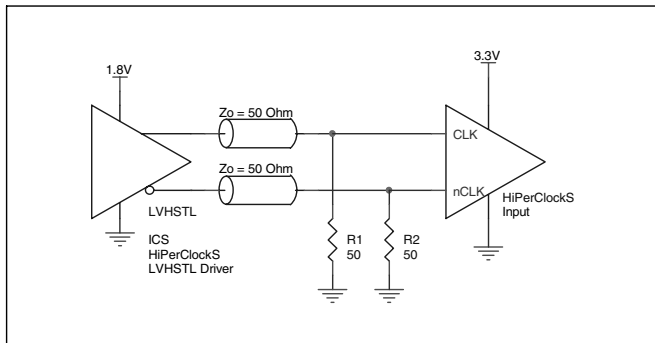 1.8V
3.3V
Zo = 50 Ohm
CLK
Zo = 50 Ohm
nCLK
HiPerClockS
Input
LVHSTL
ICS
HiPerClockS
LVHSTL Driver
R1
50
R2
50